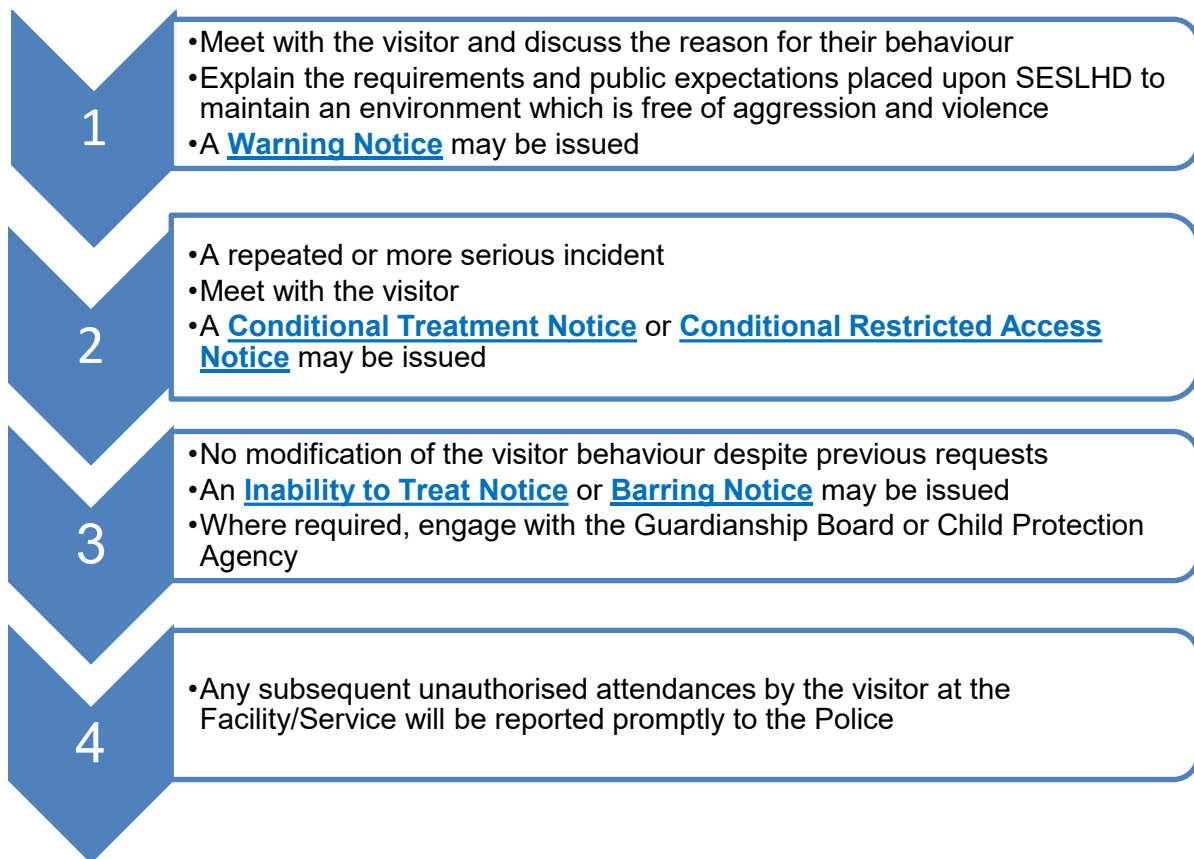 1
•Meet with the visitor and discuss the reason for their behaviour
•Explain the requirements and public expectations placed upon SESLHD to
maintain an environment which is free of aggression and violence
•A Warning Notice may be issued
2
•A repeated or more serious incident
•Meet with the visitor
•A Conditional Treatment Notice or Conditional Restricted Access
Notice may be issued
3
•No modification of the visitor behaviour despite previous requests
•An Inability to Treat Notice or Barring Notice may be issued
•Where required, engage with the Guardianship Board or Child Protection
Agency
4
•Any subsequent unauthorised attendances by the visitor at the
Facility/Service will be reported promptly to the Police